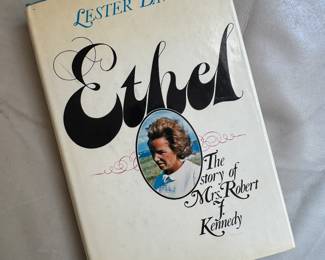 LESTER
Ethel
The
story of
Mrs. Robert
F.
Kennedy